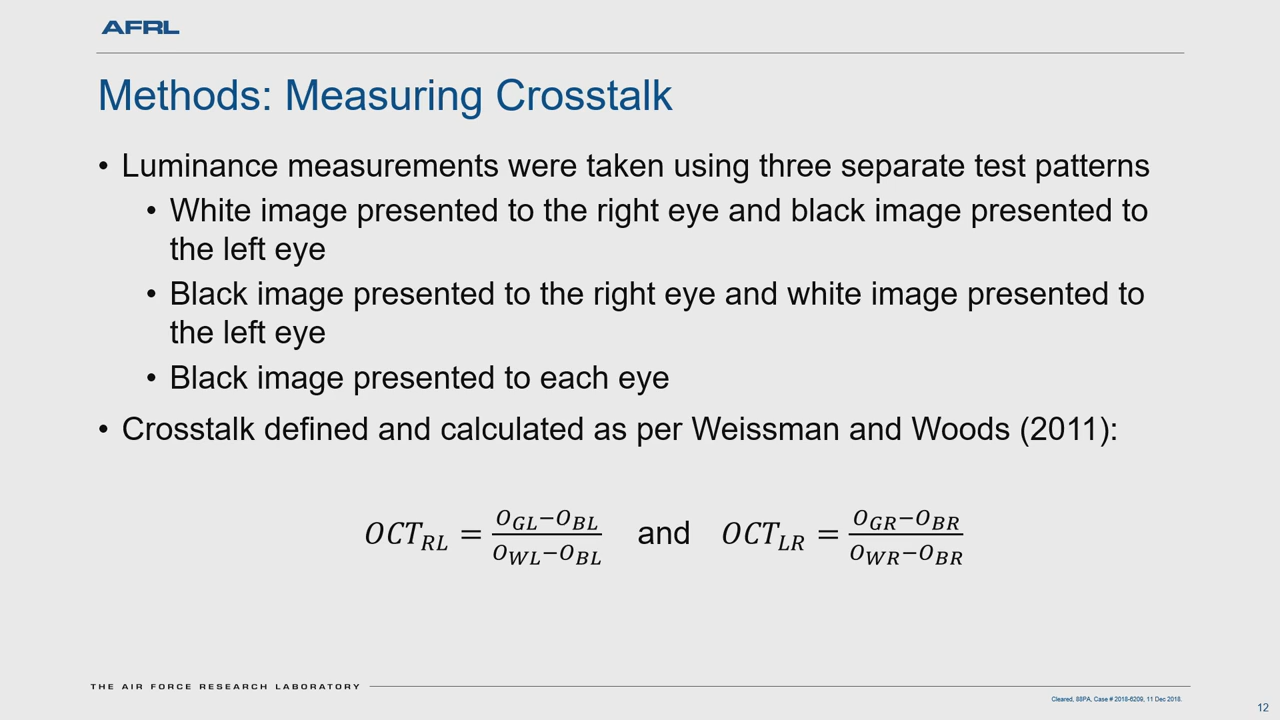 AFRL
Methods: Measuring Crosstalk
• Luminance measurements were taken using three separate test patterns
• White image presented to the right eye and black image presented to
the left eye
• Black image presented to the right eye and white image presented to
the left eye
• Black image presented to each eye
• Crosstalk defined and calculated as per Weissman and Woods (2011):
OCT_RL = (O_GL−O_BL)/(O_WL−O_BL) and OCT_LR = (O_GR−O_BR)/(O_WR−O_BR)
THE AIR FORCE RESEARCH LABORATORY
Cleared, 88PA, Case # 2018-6209, 11 Dec 2018.
12